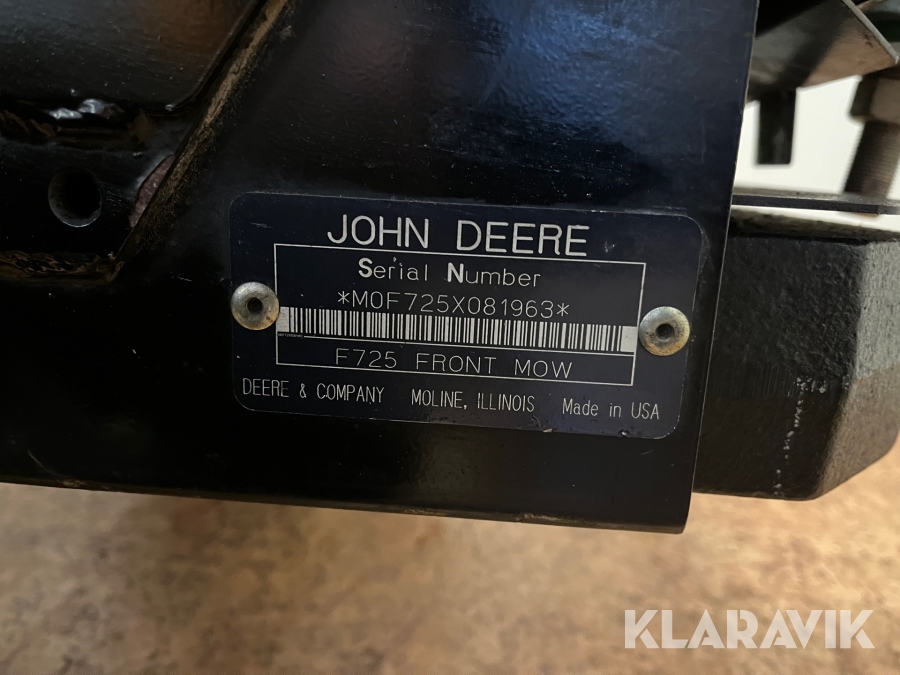 JOHN DEERE
Serial Number
*M0F725X081963*
F725 FRONT MOW
DEERE & COMPANY MOLINE, ILLINOIS Made in USA
KLARAVIK